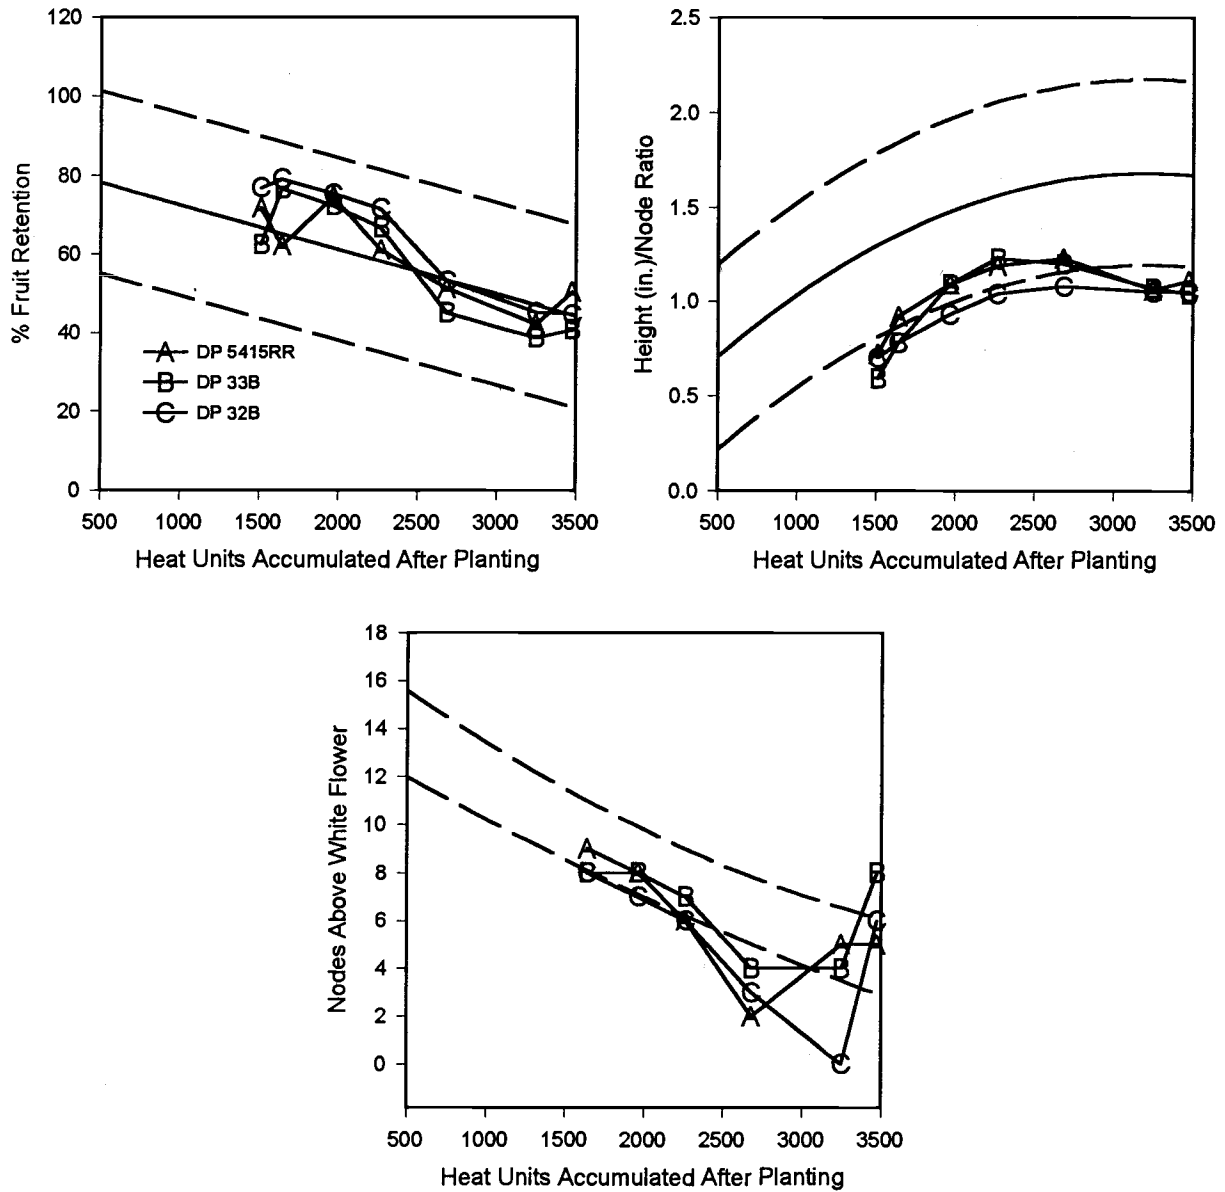 120
100
80
60
40
20
0
% Fruit Retention
A DP 5415RR
B DP 33B
C DP 32B
500 1000 1500 2000 2500 3000 3500
Heat Units Accumulated After Planting
2.5
2.0
1.5
1.0
0.5
0.0
Height (in.)/Node Ratio
500 1000 1500 2000 2500 3000 3500
Heat Units Accumulated After Planting
18
16
14
12
10
8
6
4
2
0
Nodes Above White Flower
500 1000 1500 2000 2500 3000 3500
Heat Units Accumulated After Planting